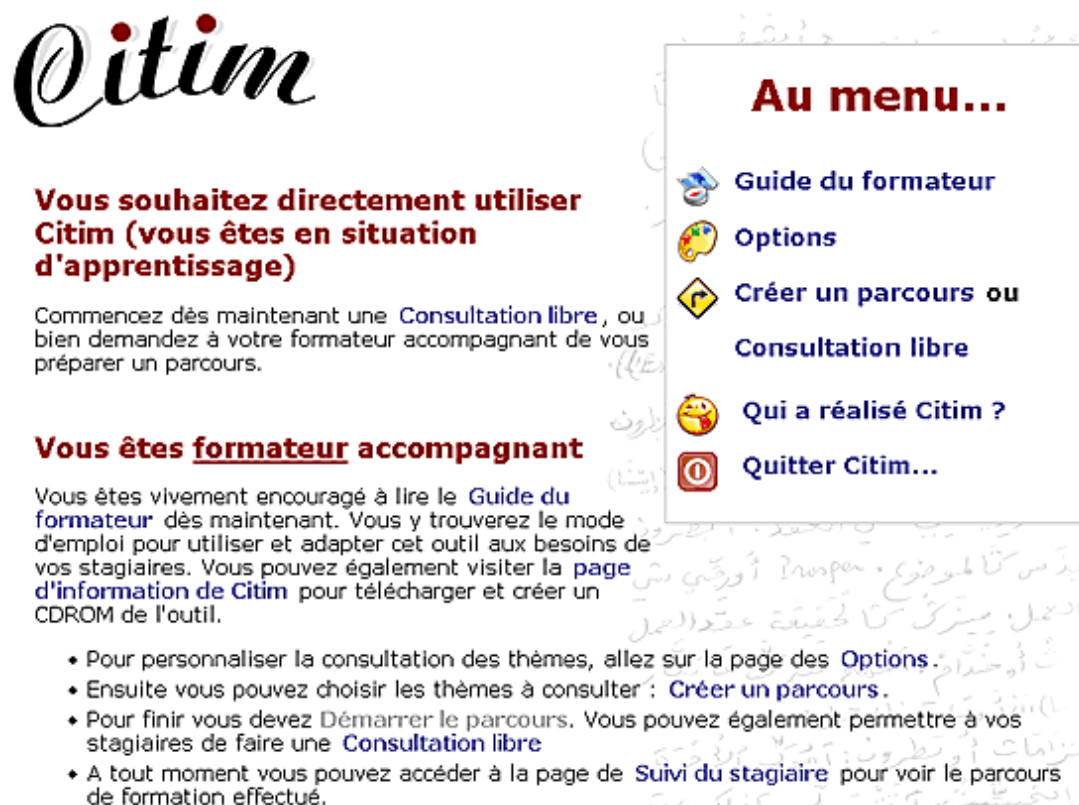 Citim
Vous souhaitez directement utiliser
Citim (vous êtes en situation
d'apprentissage)
Commencez dès maintenant une Consultation libre, ou
bien demandez à votre formateur accompagnant de vous
préparer un parcours.
Vous êtes formateur accompagnant
Vous êtes vivement encouragé à lire le Guide du
formateur dès maintenant. Vous y trouverez le mode
d'emploi pour utiliser et adapter cet outil aux besoins de
vos stagiaires. Vous pouvez également visiter la page
d'information de Citim pour télécharger et créer un
CDROM de l'outil.
• Pour personnaliser la consultation des thèmes, allez sur la page des Options.
• Ensuite vous pouvez choisir les thèmes à consulter : Créer un parcours.
• Pour finir vous devez Démarrer le parcours. Vous pouvez également permettre à vos
stagiaires de faire une Consultation libre
• A tout moment vous pouvez accéder à la page de Suivi du stagiaire pour voir le parcours
de formation effectué.
Au menu...
Guide du formateur
Options
Créer un parcours ou
Consultation libre
Qui a réalisé Citim ?
Quitter Citim...